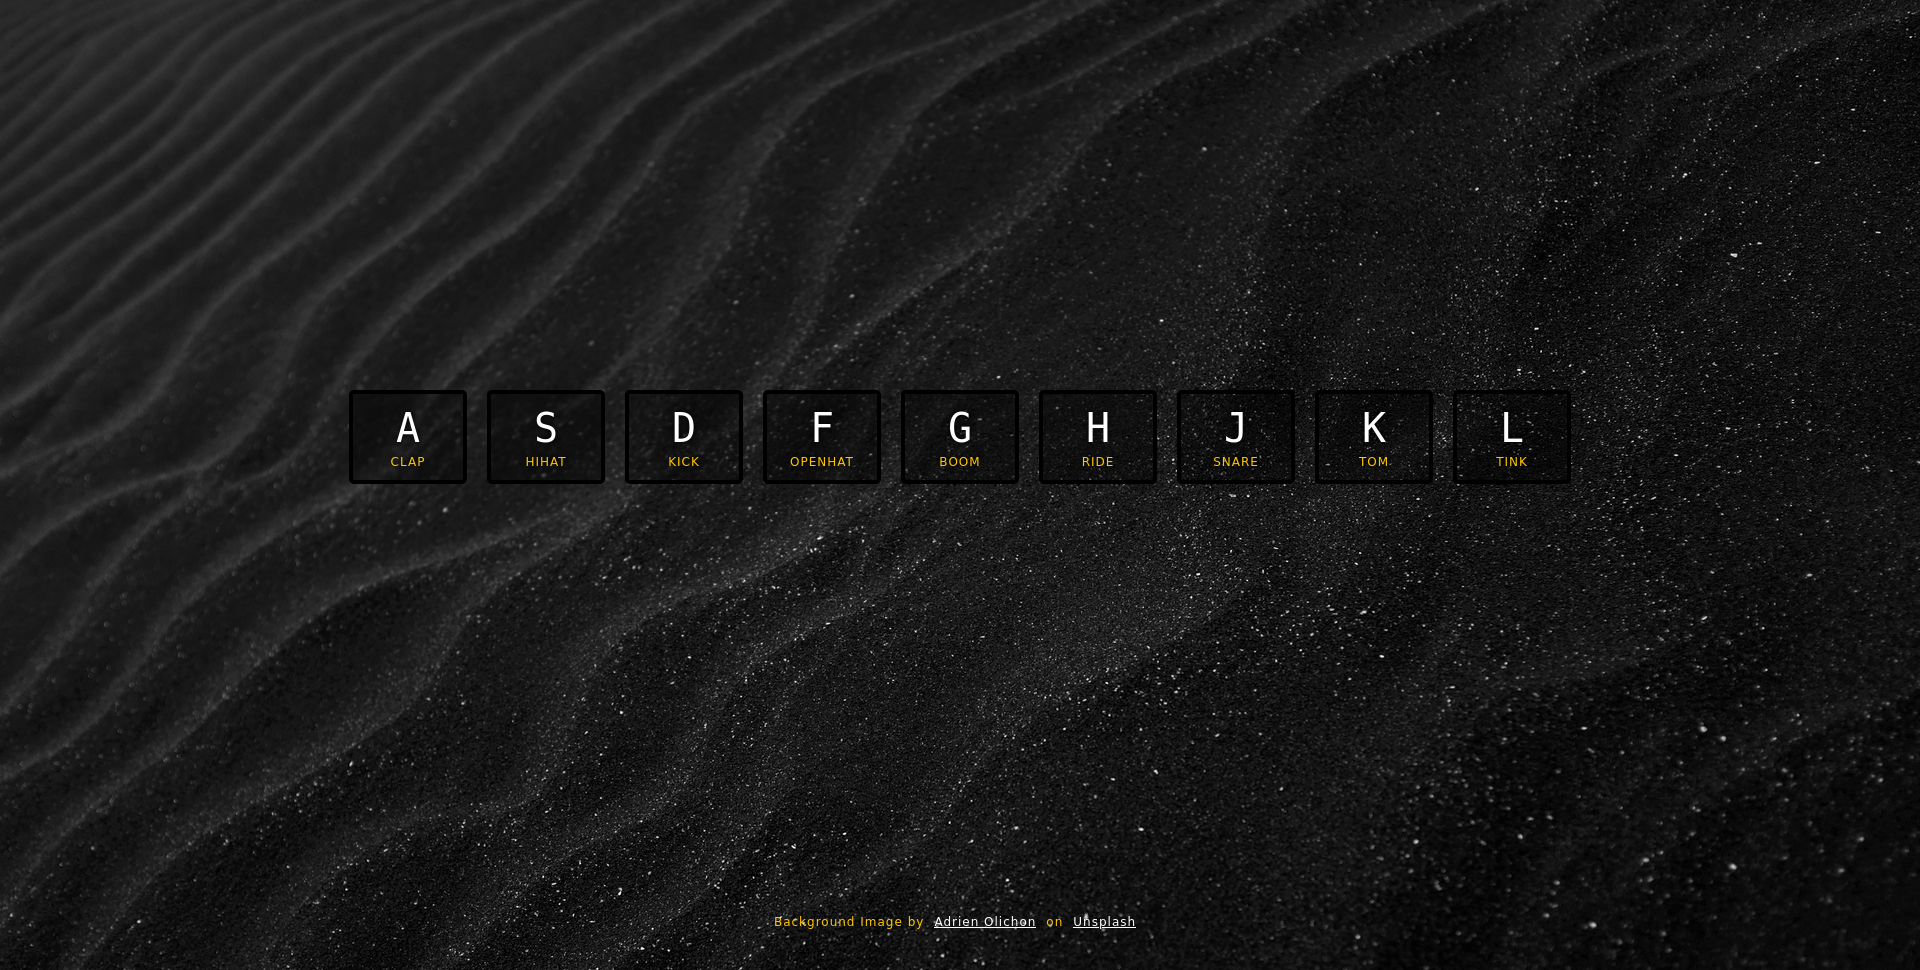 A S D F G H J K L
CLAP HIHAT KICK OPENHAT BOOM RIDE SNARE TOM TINK
Background Image by Adrien Olichon on Unsplash